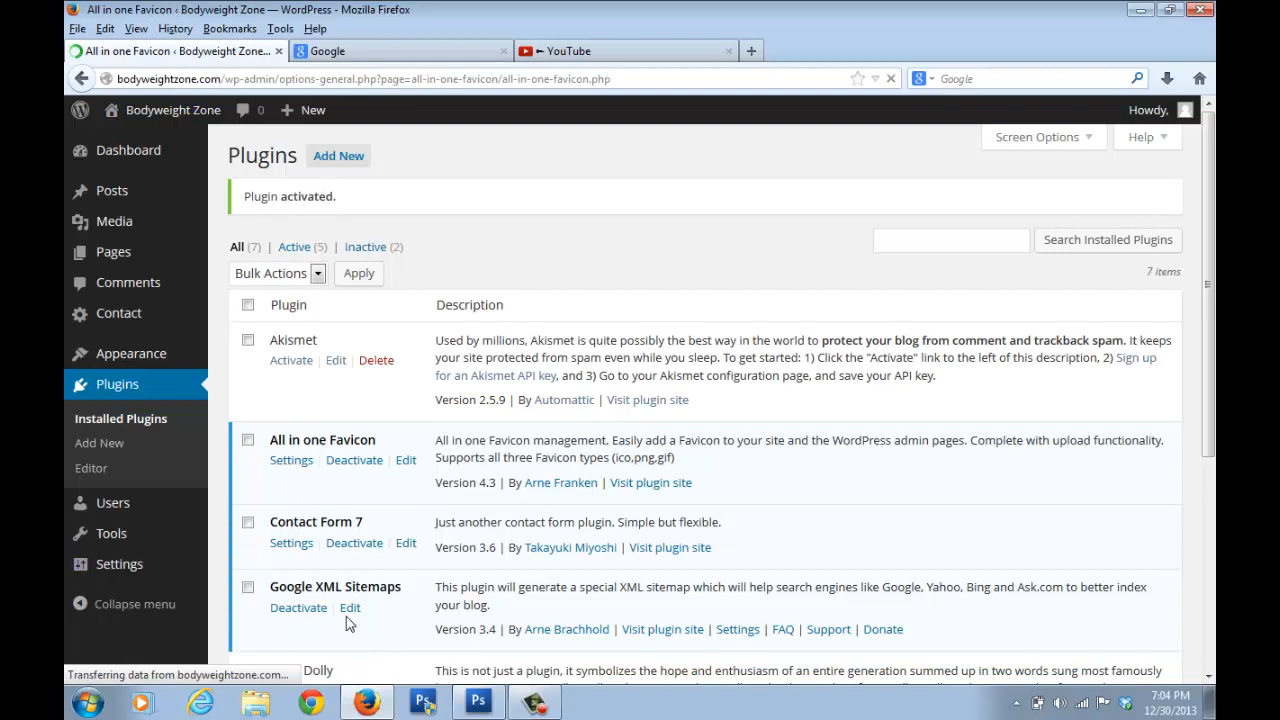 All in one Favicon ‹ Bodyweight Zone — WordPress - Mozilla Firefox
File Edit View History Bookmarks Tools Help
All in one Favicon ‹ Bodyweight Zone... × Google × ► YouTube × +
bodyweightzone.com/wp-admin/options-general.php?page=all-in-one-favicon/all-in-one-favicon.php Google
Bodyweight Zone 0 + New Howdy,
Dashboard
Posts
Media
Pages
Comments
Contact
Appearance
Plugins
Installed Plugins
Add New
Editor
Users
Tools
Settings
Collapse menu
Screen Options Help
Plugins Add New
Plugin activated.
All (7) | Active (5) | Inactive (2)
Search Installed Plugins
Bulk Actions Apply
7 items
Plugin Description
Akismet
Activate | Edit | Delete
Used by millions, Akismet is quite possibly the best way in the world to protect your blog from comment and trackback spam. It keeps
your site protected from spam even while you sleep. To get started: 1) Click the "Activate" link to the left of this description, 2) Sign up
for an Akismet API key, and 3) Go to your Akismet configuration page, and save your API key.
Version 2.5.9 | By Automattic | Visit plugin site
All in one Favicon
Settings | Deactivate | Edit
All in one Favicon management. Easily add a Favicon to your site and the WordPress admin pages. Complete with upload functionality.
Supports all three Favicon types (ico,png,gif)
Version 4.3 | By Arne Franken | Visit plugin site
Contact Form 7
Settings | Deactivate | Edit
Just another contact form plugin. Simple but flexible.
Version 3.6 | By Takayuki Miyoshi | Visit plugin site
Google XML Sitemaps
Deactivate | Edit
This plugin will generate a special XML sitemap which will help search engines like Google, Yahoo, Bing and Ask.com to better index
your blog.
Version 3.4 | By Arne Brachhold | Visit plugin site | Settings | FAQ | Support | Donate
Dolly
This is not just a plugin, it symbolizes the hope and enthusiasm of an entire generation summed up in two words sung most famously
Transferring data from bodyweightzone.com...
Ps Ps
7:04 PM
12/30/2013